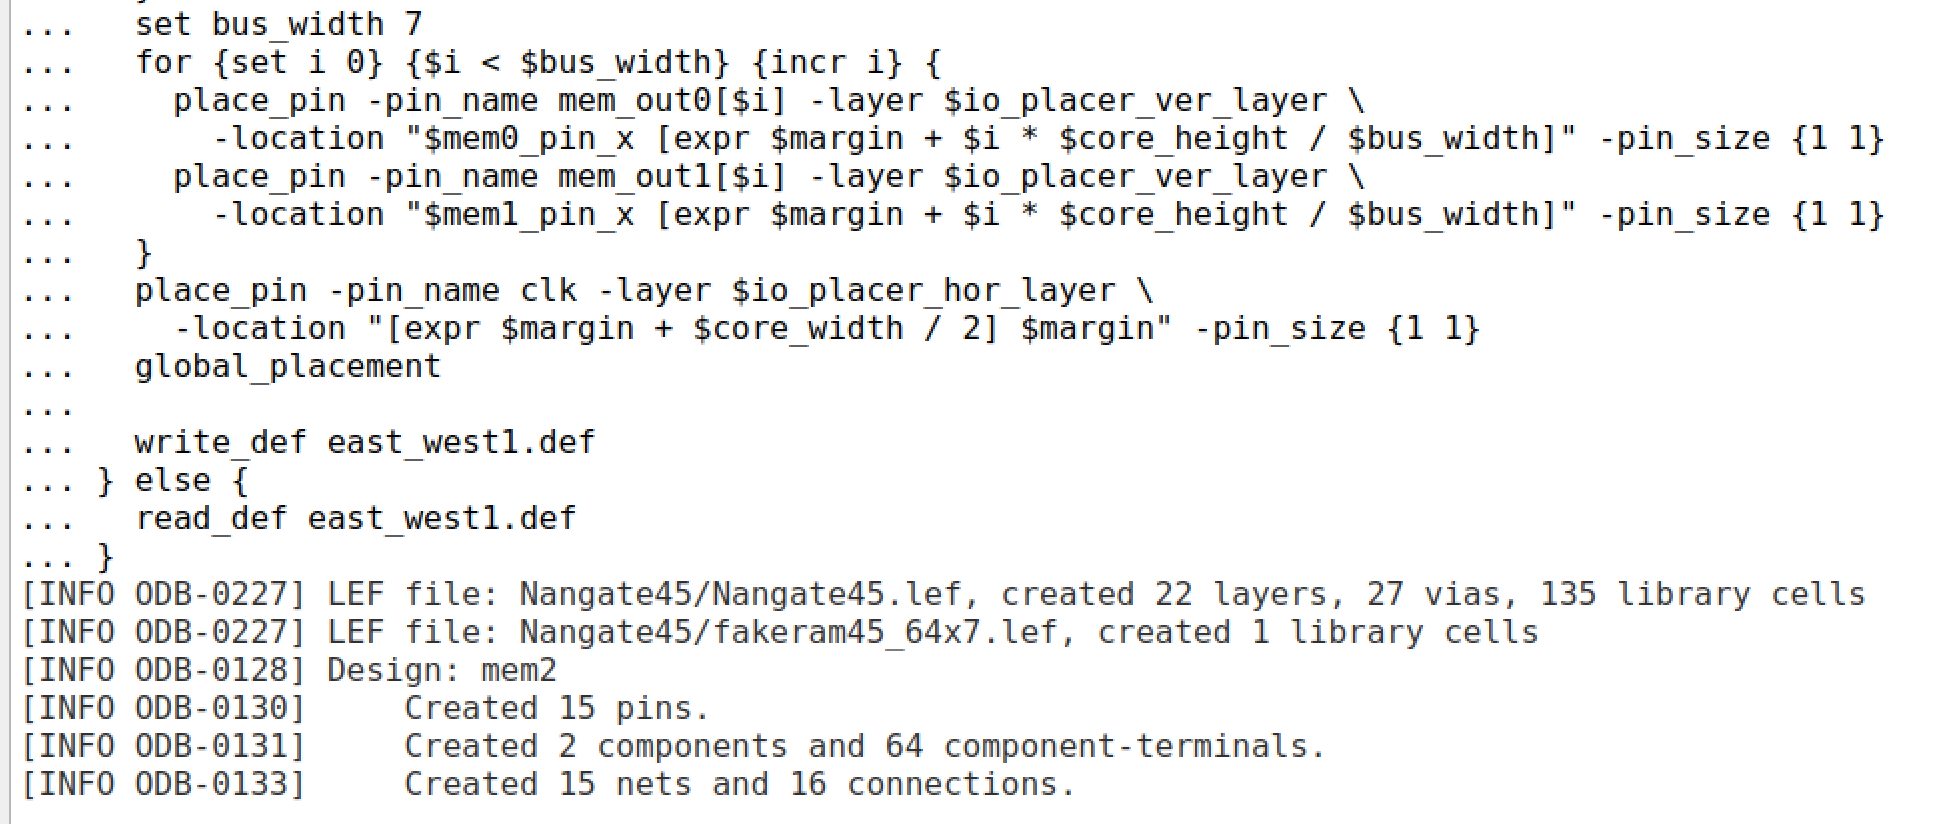 ...   set bus_width 7
...   for {set i 0} {$i < $bus_width} {incr i} {
...     place_pin -pin_name mem_out0[$i] -layer $io_placer_ver_layer \
...       -location "$mem0_pin_x [expr $margin + $i * $core_height / $bus_width]" -pin_size {1 1}
...     place_pin -pin_name mem_out1[$i] -layer $io_placer_ver_layer \
...       -location "$mem1_pin_x [expr $margin + $i * $core_height / $bus_width]" -pin_size {1 1}
...   }
...   place_pin -pin_name clk -layer $io_placer_hor_layer \
...     -location "[expr $margin + $core_width / 2] $margin" -pin_size {1 1}
...   global_placement
...
...   write_def east_west1.def
... } else {
...   read_def east_west1.def
... }
[INFO ODB-0227] LEF file: Nangate45/Nangate45.lef, created 22 layers, 27 vias, 135 library cells
[INFO ODB-0227] LEF file: Nangate45/fakeram45_64x7.lef, created 1 library cells
[INFO ODB-0128] Design: mem2
[INFO ODB-0130]     Created 15 pins.
[INFO ODB-0131]     Created 2 components and 64 component-terminals.
[INFO ODB-0133]     Created 15 nets and 16 connections.